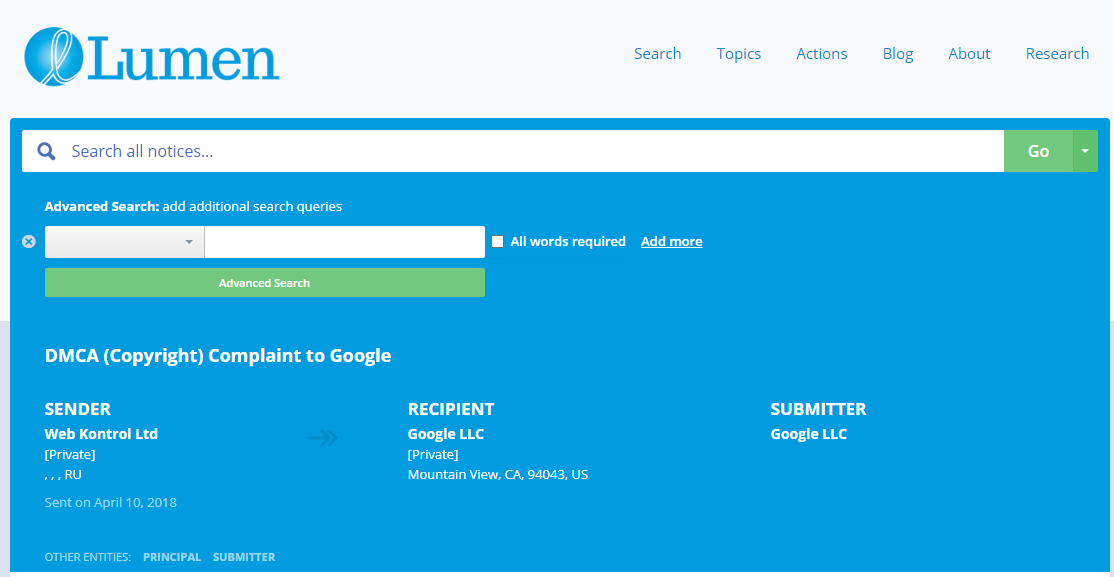 Lumen
Search Topics Actions Blog About Research
Search all notices...
Go
Advanced Search: add additional search queries
All words required Add more
Advanced Search
DMCA (Copyright) Complaint to Google
SENDER
Web Kontrol Ltd
[Private]
, , , RU
Sent on April 10, 2018
RECIPIENT
Google LLC
[Private]
Mountain View, CA, 94043, US
SUBMITTER
Google LLC
OTHER ENTITIES: PRINCIPAL SUBMITTER